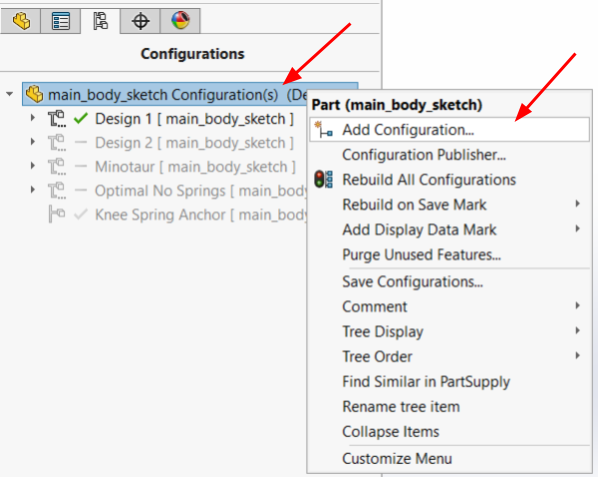 Configurations
main_body_sketch Configuration(s) (De
Design 1 [ main_body_sketch ]
Design 2 [ main_body_sketch ]
Minotaur [ main_body_sketch ]
Optimal No Springs [ main_bod
Knee Spring Anchor [ main_bod
Part (main_body_sketch)
Add Configuration...
Configuration Publisher...
Rebuild All Configurations
Rebuild on Save Mark
Add Display Data Mark
Purge Unused Features...
Save Configurations...
Comment
Tree Display
Tree Order
Find Similar in PartSupply
Rename tree item
Collapse Items
Customize Menu